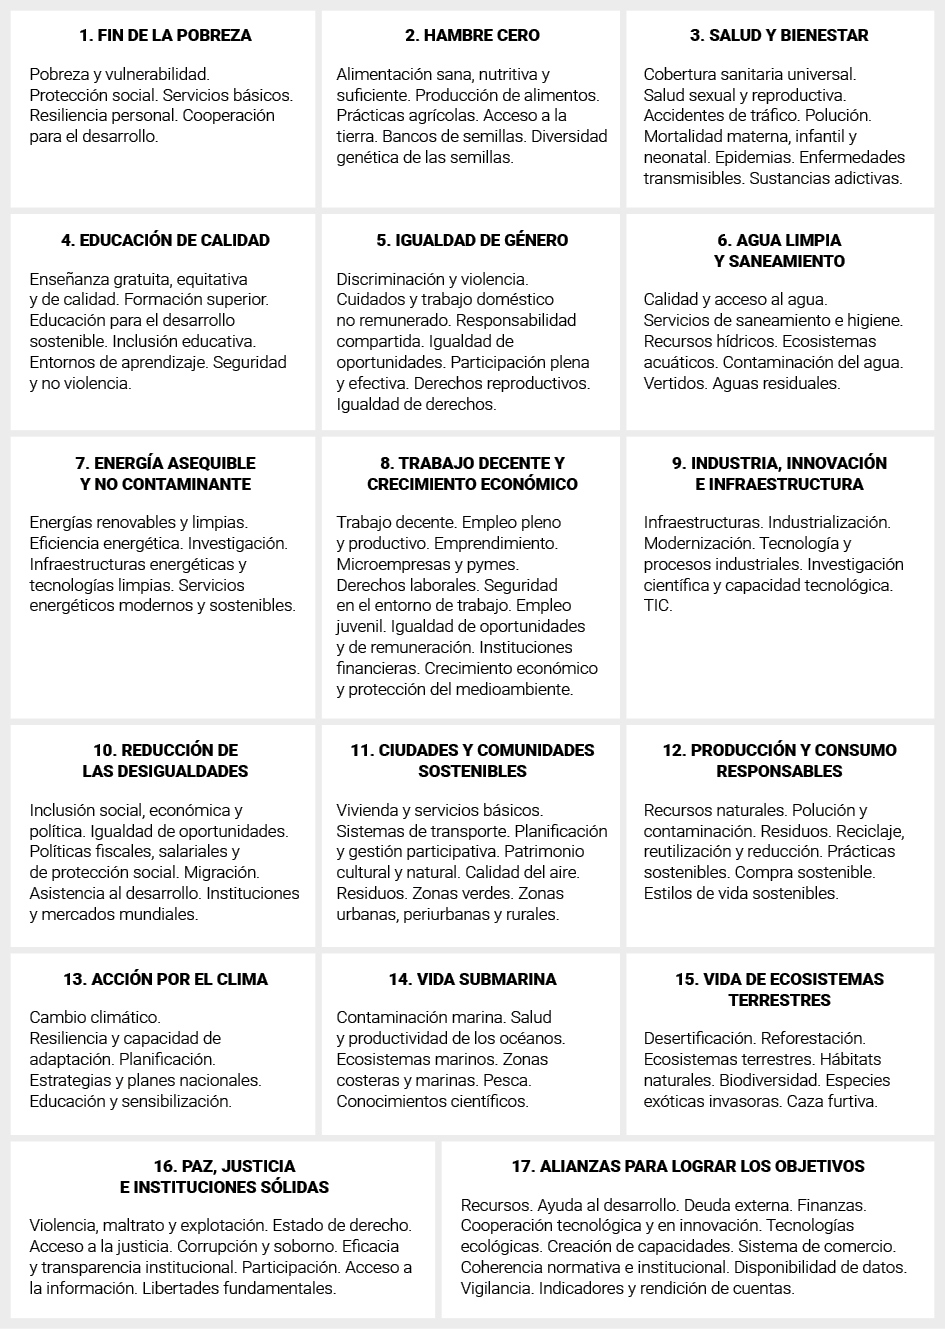 1. FIN DE LA POBREZA
Pobreza y vulnerabilidad.
Protección social. Servicios básicos.
Resiliencia personal. Cooperación
para el desarrollo.
2. HAMBRE CERO
Alimentación sana, nutritiva y
suficiente. Producción de alimentos.
Prácticas agrícolas. Acceso a la
tierra. Bancos de semillas. Diversidad
genética de las semillas.
3. SALUD Y BIENESTAR
Cobertura sanitaria universal.
Salud sexual y reproductiva.
Accidentes de tráfico. Polución.
Mortalidad materna, infantil y
neonatal. Epidemias. Enfermedades
transmisibles. Sustancias adictivas.
4. EDUCACIÓN DE CALIDAD
Enseñanza gratuita, equitativa
y de calidad. Formación superior.
Educación para el desarrollo
sostenible. Inclusión educativa.
Entornos de aprendizaje. Seguridad
y no violencia.
5. IGUALDAD DE GÉNERO
Discriminación y violencia.
Cuidados y trabajo doméstico
no remunerado. Responsabilidad
compartida. Igualdad de
oportunidades. Participación plena
y efectiva. Derechos reproductivos.
Igualdad de derechos.
6. AGUA LIMPIA
Y SANEAMIENTO
Calidad y acceso al agua.
Servicios de saneamiento e higiene.
Recursos hídricos. Ecosistemas
acuáticos. Contaminación del agua.
Vertidos. Aguas residuales.
7. ENERGÍA ASEQUIBLE
Y NO CONTAMINANTE
Energías renovables y limpias.
Eficiencia energética. Investigación.
Infraestructuras energéticas y
tecnologías limpias. Servicios
energéticos modernos y sostenibles.
8. TRABAJO DECENTE Y
CRECIMIENTO ECONÓMICO
Trabajo decente. Empleo pleno
y productivo. Emprendimiento.
Microempresas y pymes.
Derechos laborales. Seguridad
en el entorno de trabajo. Empleo
juvenil. Igualdad de oportunidades
y de remuneración. Instituciones
financieras. Crecimiento económico
y protección del medioambiente.
9. INDUSTRIA, INNOVACIÓN
E INFRAESTRUCTURA
Infraestructuras. Industrialización.
Modernización. Tecnología y
procesos industriales. Investigación
científica y capacidad tecnológica.
TIC.
10. REDUCCIÓN DE
LAS DESIGUALDADES
Inclusión social, económica y
política. Igualdad de oportunidades.
Políticas fiscales, salariales y
de protección social. Migración.
Asistencia al desarrollo. Instituciones
y mercados mundiales.
11. CIUDADES Y COMUNIDADES
SOSTENIBLES
Vivienda y servicios básicos.
Sistemas de transporte. Planificación
y gestión participativa. Patrimonio
cultural y natural. Calidad del aire.
Residuos. Zonas verdes. Zonas
urbanas, periurbanas y rurales.
12. PRODUCCIÓN Y CONSUMO
RESPONSABLES
Recursos naturales. Polución y
contaminación. Residuos. Reciclaje,
reutilización y reducción. Prácticas
sostenibles. Compra sostenible.
Estilos de vida sostenibles.
13. ACCIÓN POR EL CLIMA
Cambio climático.
Resiliencia y capacidad de
adaptación. Planificación.
Estrategias y planes nacionales.
Educación y sensibilización.
14. VIDA SUBMARINA
Contaminación marina. Salud
y productividad de los océanos.
Ecosistemas marinos. Zonas
costeras y marinas. Pesca.
Conocimientos científicos.
15. VIDA DE ECOSISTEMAS
TERRESTRES
Desertificación. Reforestación.
Ecosistemas terrestres. Hábitats
naturales. Biodiversidad. Especies
exóticas invasoras. Caza furtiva.
16. PAZ, JUSTICIA
E INSTITUCIONES SÓLIDAS
Violencia, maltrato y explotación. Estado de derecho.
Acceso a la justicia. Corrupción y soborno. Eficacia
y transparencia institucional. Participación. Acceso a
la información. Libertades fundamentales.
17. ALIANZAS PARA LOGRAR LOS OBJETIVOS
Recursos. Ayuda al desarrollo. Deuda externa. Finanzas.
Cooperación tecnológica y en innovación. Tecnologías
ecológicas. Creación de capacidades. Sistema de comercio.
Coherencia normativa e institucional. Disponibilidad de datos.
Vigilancia. Indicadores y rendición de cuentas.